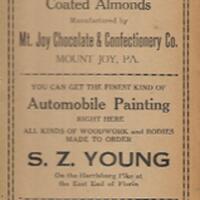 Coated Almonds
Manufactured by
Mt. Joy Chocolate & Confectionery Co.
MOUNT JOY, PA.
YOU CAN GET THE FINEST KIND OF
Automobile Painting
RIGHT HERE
ALL KINDS OF WOODWORK and BODIES
MADE TO ORDER
S. Z. YOUNG
On the Harrisburg Pike at
the East End of Florin